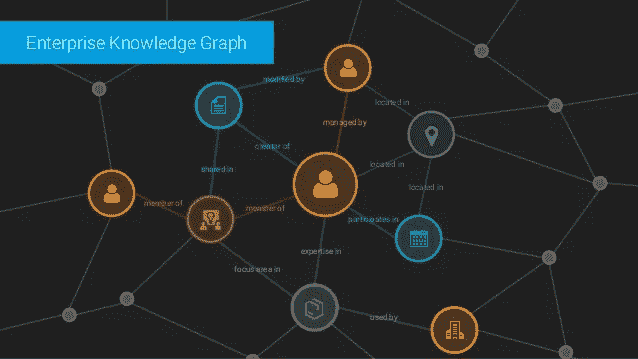 Enterprise Knowledge Graph
modified by
located in
managed by
creator of
located in
shared in
located in
member of
member of
participates in
expertise in
focus area in
used by